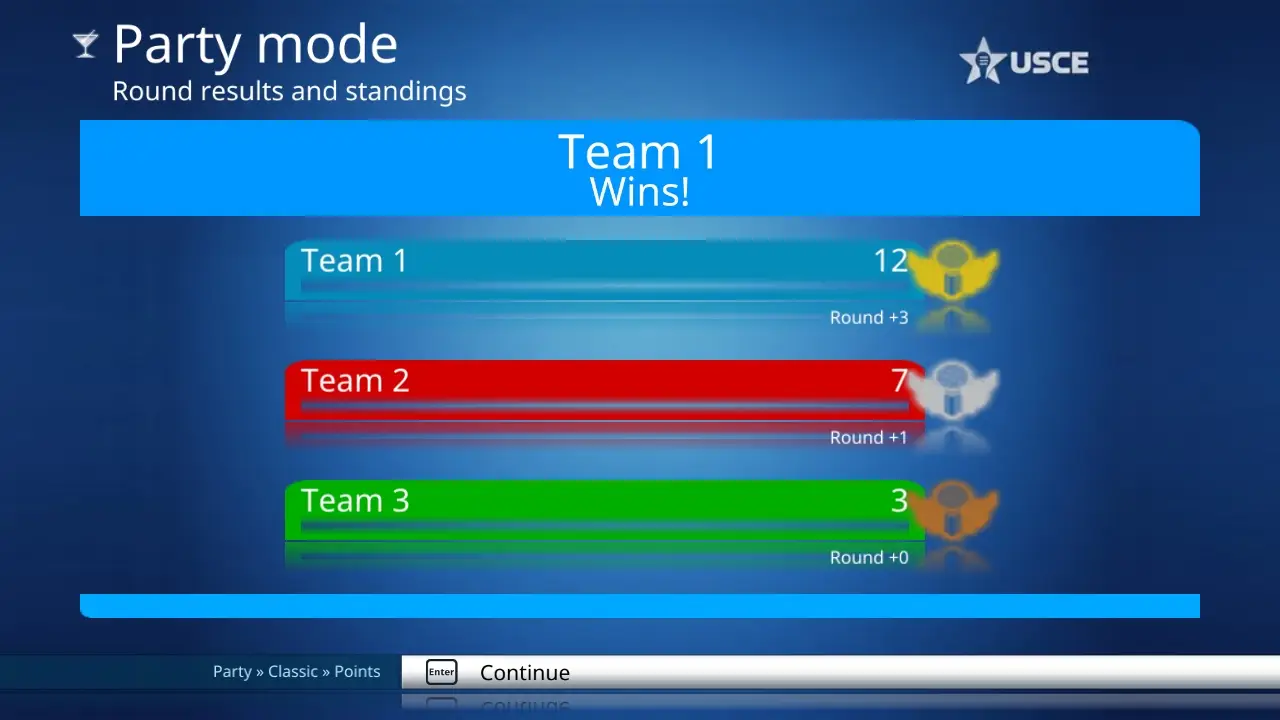 Party mode
Round results and standings
USCE
Team 1
Wins!
Team 1 12
Round +3
Team 2 7
Round +1
Team 3 3
Round +0
Party » Classic » Points
Enter Continue